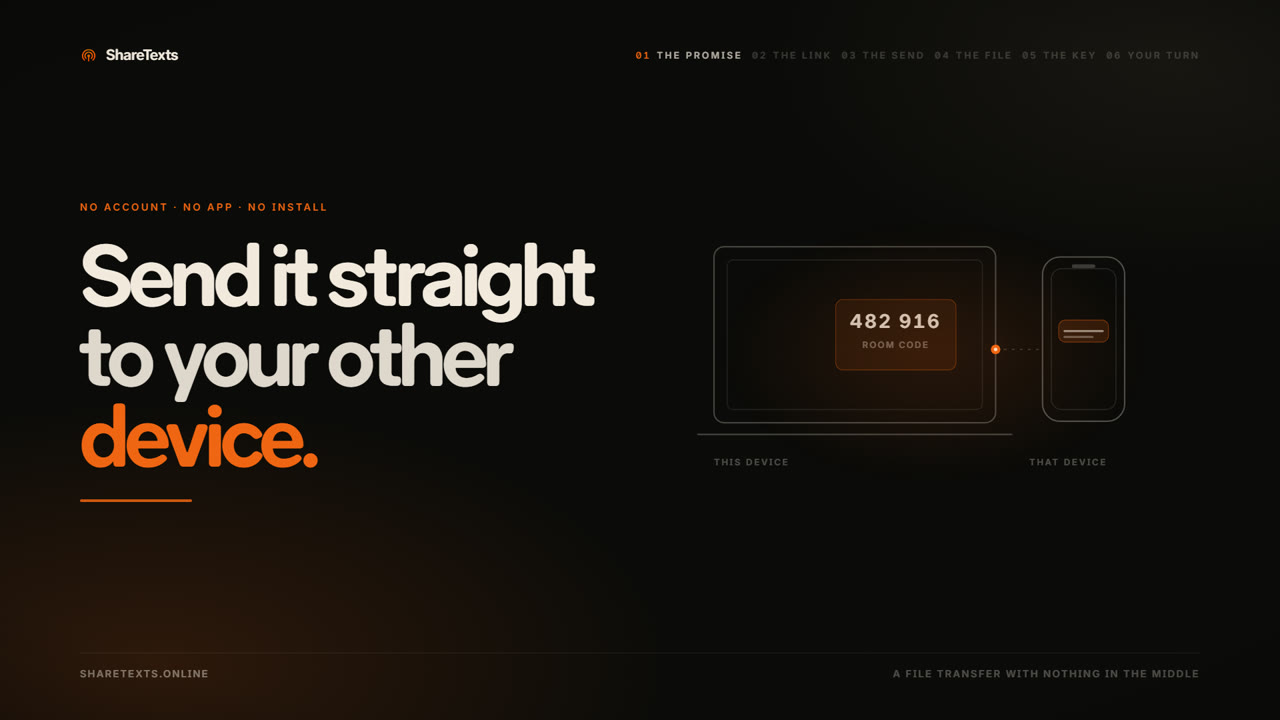 ShareTexts
01 THE PROMISE 02 THE LINK 03 THE SEND 04 THE FILE 05 THE KEY 06 YOUR TURN
NO ACCOUNT · NO APP · NO INSTALL
Send it straight
to your other
device.
482 916
ROOM CODE
THIS DEVICE
THAT DEVICE
SHARETEXTS.ONLINE
A FILE TRANSFER WITH NOTHING IN THE MIDDLE